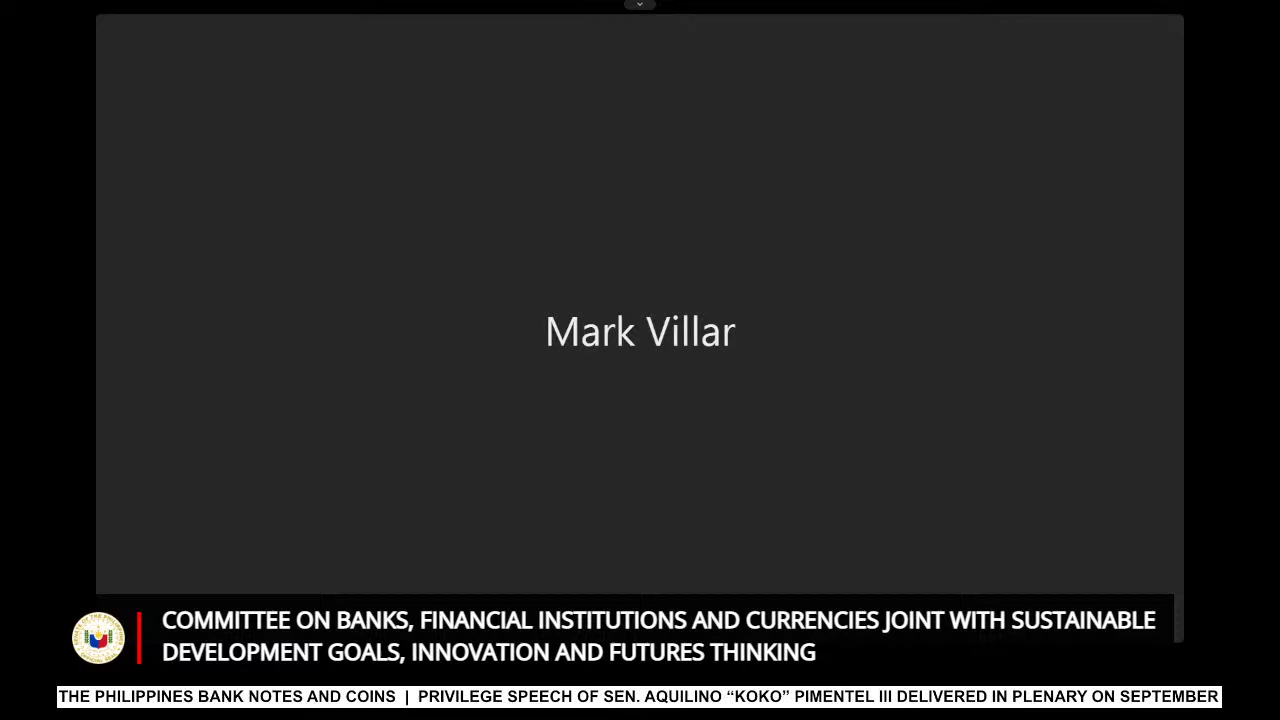 Mark Villar
COMMITTEE ON BANKS, FINANCIAL INSTITUTIONS AND CURRENCIES JOINT WITH SUSTAINABLE
DEVELOPMENT GOALS, INNOVATION AND FUTURES THINKING
THE PHILIPPINES BANK NOTES AND COINS | PRIVILEGE SPEECH OF SEN. AQUILINO “KOKO” PIMENTEL III DELIVERED IN PLENARY ON SEPTEMBER